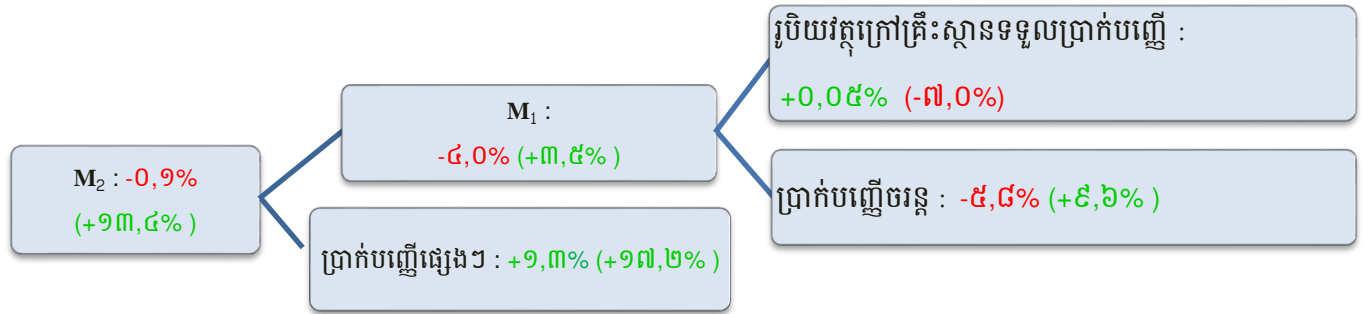 M₂ : -០,១%
(+១៣,៤% )
M₁ :
-៤,០% (+៣,៥% )
ប្រាក់បញ្ញើផ្សេងៗ : +១,៣% (+១៧,២% )
រូបិយវត្ថុក្រៅគ្រឹះស្ថានទទួលប្រាក់បញ្ញើ :
+០,០៥% (-៧,០%)
ប្រាក់បញ្ញើចរន្ត : -៥,៨% (+៩,៦% )